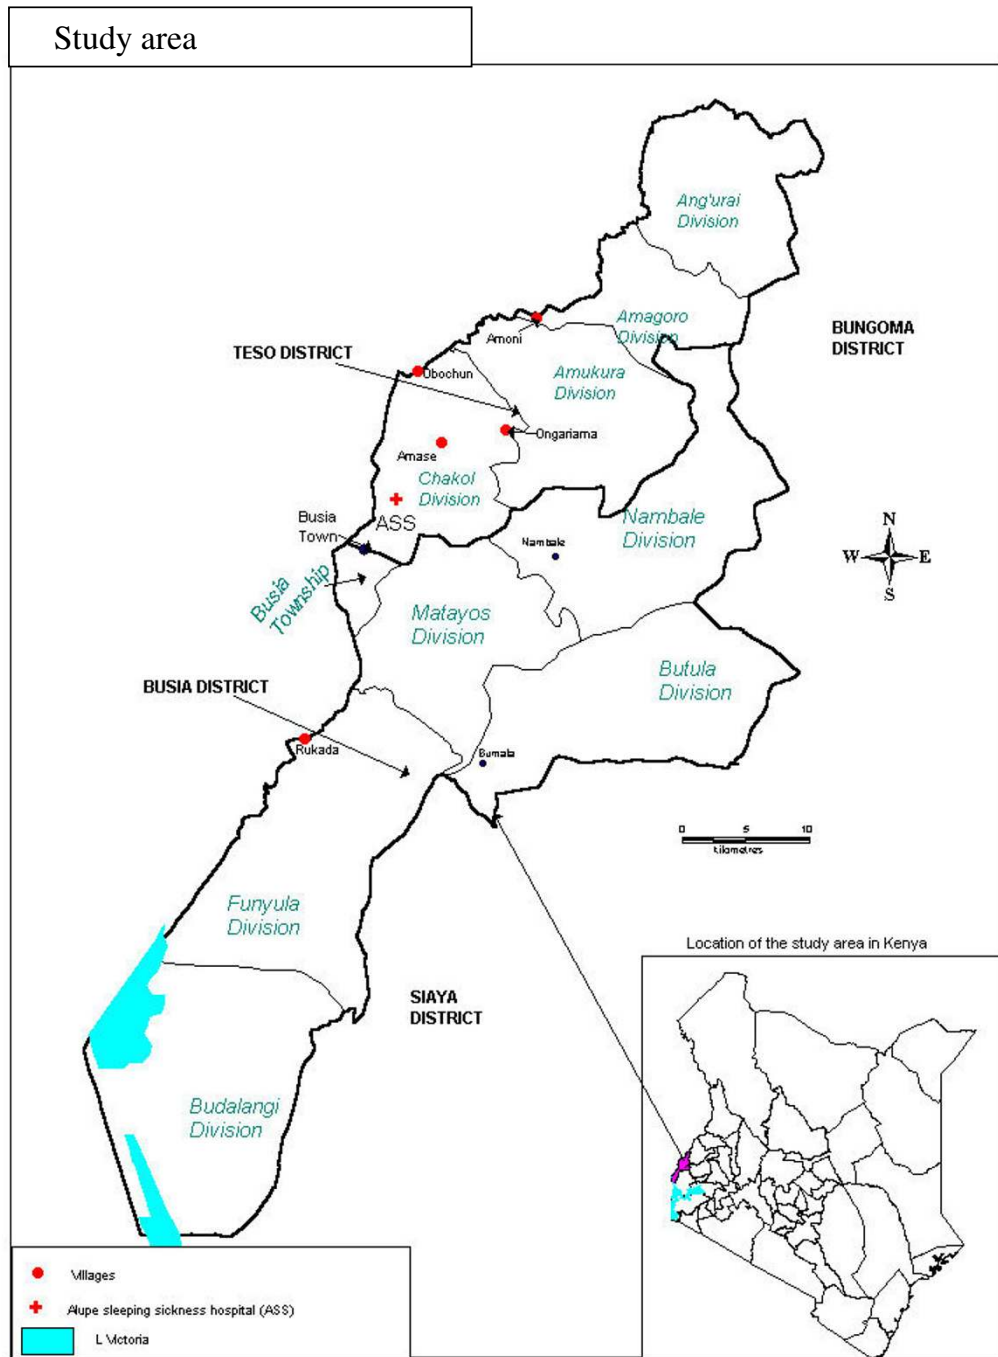 Study area
Ang'urai
Division
Amagoro
Division
BUNGOMA
DISTRICT
Amoni
TESO DISTRICT
Obochun
Amukura
Division
Ongariama
Amase
Chakol
Division
ASS
Busia
Town
Nambale
Division
Nambale
N
W
E
S
Busia
Township
Matayos
Division
Butula
Division
BUSIA DISTRICT
Rukada
Bumala
0 5 10
kilometres
Funyula
Division
Location of the study area in Kenya
SIAYA
DISTRICT
Budalangi
Division
Villages
Alupe sleeping sickness hospital (ASS)
L Victoria